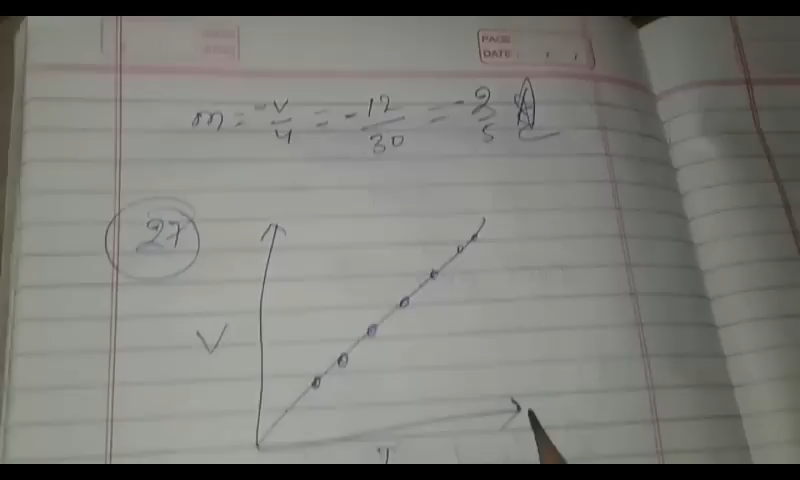 PAGE
DATE
m = -v/u = -12/30 = -2/5
27
V
I